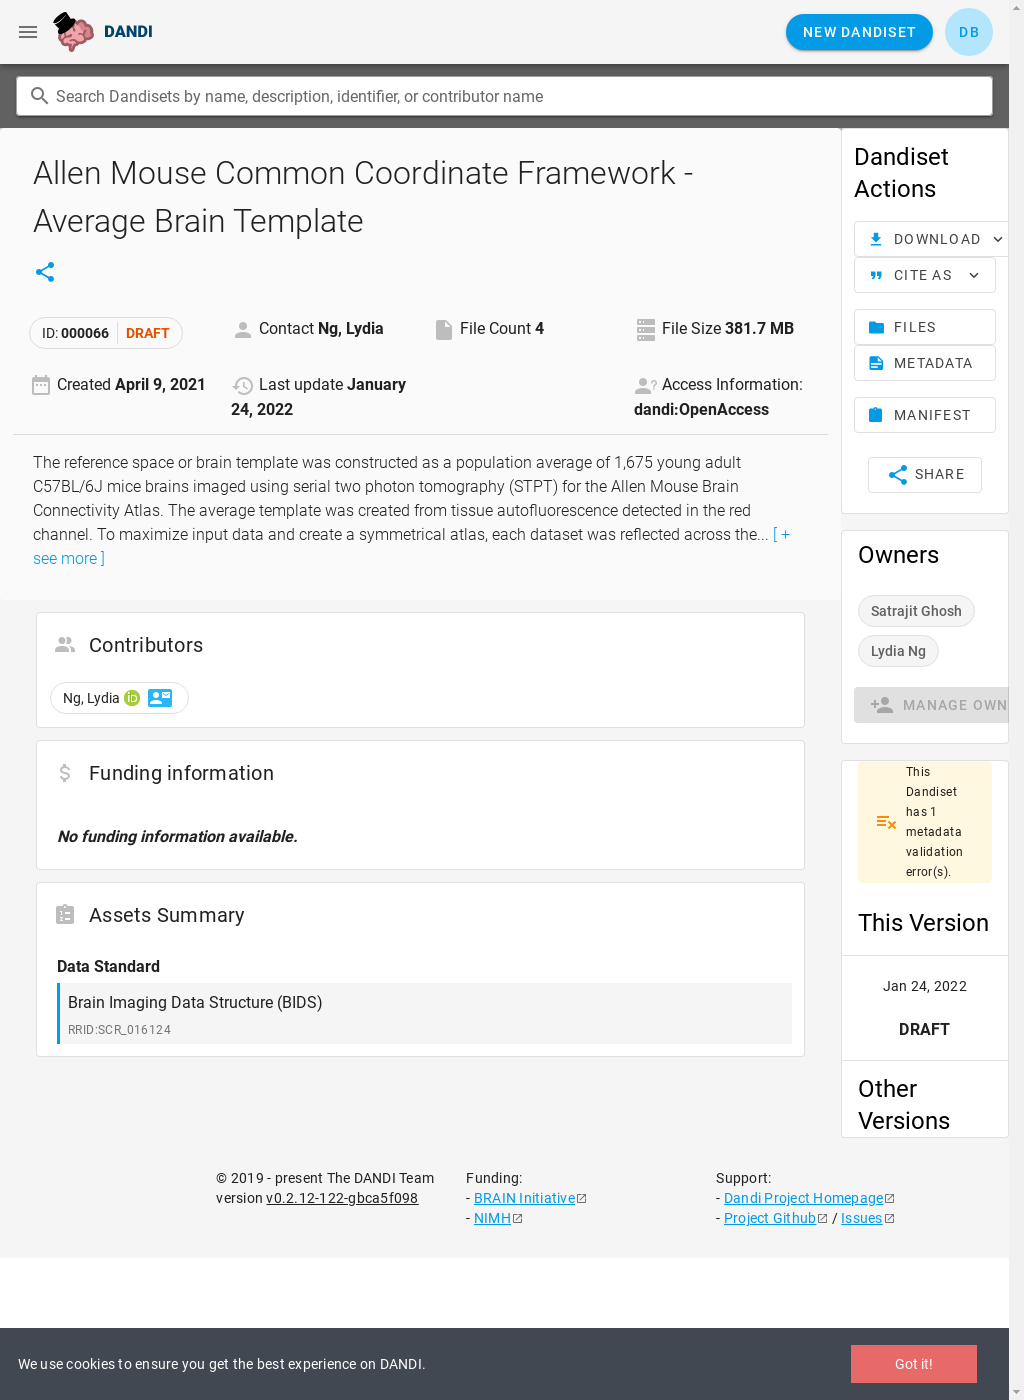 DANDI
NEW DANDISET
DB
Search Dandisets by name, description, identifier, or contributor name
Allen Mouse Common Coordinate Framework -
Average Brain Template
ID: 000066 DRAFT
Contact Ng, Lydia
File Count 4
File Size 381.7 MB
Created April 9, 2021
Last update January
24, 2022
Access Information:
dandi:OpenAccess
The reference space or brain template was constructed as a population average of 1,675 young adult
C57BL/6J mice brains imaged using serial two photon tomography (STPT) for the Allen Mouse Brain
Connectivity Atlas. The average template was created from tissue autofluorescence detected in the red
channel. To maximize input data and create a symmetrical atlas, each dataset was reflected across the... [ +
see more ]
Contributors
Ng, Lydia iD
Funding information
No funding information available.
Assets Summary
Data Standard
Brain Imaging Data Structure (BIDS)
RRID:SCR_016124
Dandiset
Actions
DOWNLOAD
CITE AS
FILES
METADATA
MANIFEST
SHARE
Owners
Satrajit Ghosh
Lydia Ng
MANAGE OWN
This
Dandiset
has 1
metadata
validation
error(s).
This Version
Jan 24, 2022
DRAFT
Other
Versions
© 2019 - present The DANDI Team
version v0.2.12-122-gbca5f098
Funding:
- BRAIN Initiative
- NIMH
Support:
- Dandi Project Homepage
- Project Github / Issues
We use cookies to ensure you get the best experience on DANDI.
Got it!